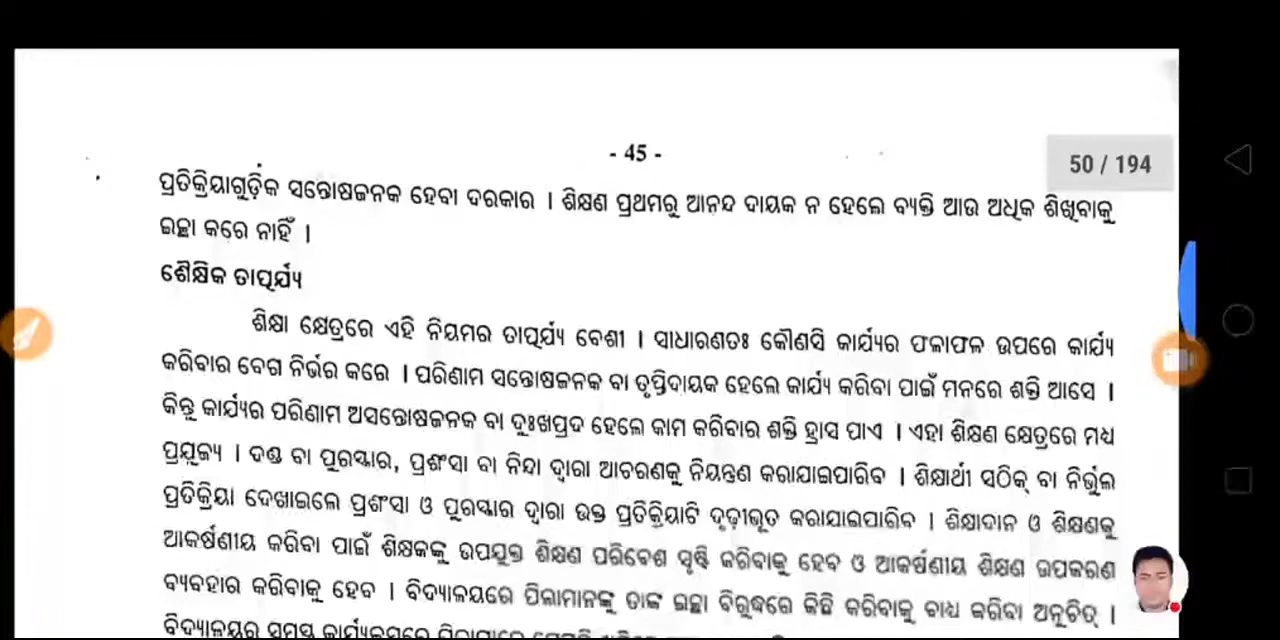 - 45 -
50 / 194
ପ୍ରତିକ୍ରିୟାଗୁଡ଼ିକ ସନ୍ତୋଷଜନକ ହେବା ଦରକାର । ଶିକ୍ଷଣ ପ୍ରଥମରୁ ଆନନ୍ଦ ଦାୟକ ନ ହେଲେ ବ୍ୟକ୍ତି ଆଉ ଅଧିକ ଶିଖିବାକୁ
ଇଚ୍ଛା କରେ ନାହିଁ ।
ଶୈକ୍ଷିକ ତାତ୍ପର୍ଯ୍ୟ
ଶିକ୍ଷା କ୍ଷେତ୍ରରେ ଏହି ନିୟମର ତାତ୍ପର୍ଯ୍ୟ ବେଶୀ । ସାଧାରଣତଃ କୌଣସି କାର୍ଯ୍ୟର ଫଳାଫଳ ଉପରେ କାର୍ଯ୍ୟ
କରିବାର ବେଗ ନିର୍ଭର କରେ । ପରିଣାମ ସନ୍ତୋଷଜନକ ବା ତୃପ୍ତିଦାୟକ ହେଲେ କାର୍ଯ୍ୟ କରିବା ପାଇଁ ମନରେ ଶକ୍ତି ଆସେ ।
କିନ୍ତୁ କାର୍ଯ୍ୟର ପରିଣାମ ଅସନ୍ତୋଷଜନକ ବା ଦୁଃଖପ୍ରଦ ହେଲେ କାମ କରିବାର ଶକ୍ତି ହ୍ରାସ ପାଏ । ଏହା ଶିକ୍ଷଣ କ୍ଷେତ୍ରରେ ମଧ୍ୟ
ପ୍ରଯୁଜ୍ୟ । ଦଣ୍ଡ ବା ପୁରସ୍କାର, ପ୍ରଶଂସା ବା ନିନ୍ଦା ଦ୍ୱାରା ଆଚରଣକୁ ନିୟନ୍ତଣ କରାଯାଇପାରିବ । ଶିକ୍ଷାର୍ଥୀ ସଠିକ୍ ବା ନିର୍ଭୁଲ
ପ୍ରତିକ୍ରିୟା ଦେଖାଇଲେ ପ୍ରଶଂସା ଓ ପୁରସ୍କାର ଦ୍ୱାରା ଉକ୍ତ ପ୍ରତିକ୍ରିୟାଟି ଦୃଢ଼ୀଭୂତ କରାଯାଇପାରିବ । ଶିକ୍ଷାଦାନ ଓ ଶିକ୍ଷଣକୁ
ଆକର୍ଷଣୀୟ କରିବା ପାଇଁ ଶିକ୍ଷକଙ୍କୁ ଉପଯୁକ୍ତ ଶିକ୍ଷଣ ପରିବେଶ ସୃଷ୍ଟି କରିବାକୁ ହେବ ଓ ଆକର୍ଷଣୀୟ ଶିକ୍ଷଣ ଉପକରଣ
ବ୍ୟବହାର କରିବାକୁ ହେବ । ବିଦ୍ୟାଳୟରେ ପିଲାମାନଙ୍କୁ ତାଙ୍କ ଇଚ୍ଛା ବିରୁଦ୍ଧରେ କିଛି କରିବାକୁ ବାଧ୍ୟ କରିବା ଅନୁଚିତ୍ ।
ବିଦ୍ୟାଳୟର ସମସ୍ତ